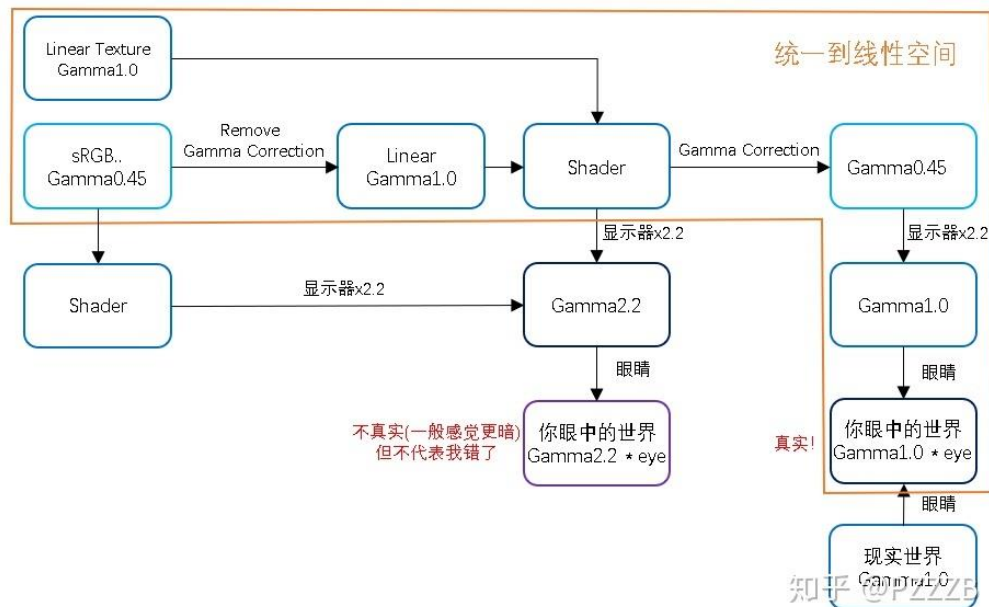 统一到线性空间
Linear Texture
Gamma1.0
sRGB..
Gamma0.45
Remove
Gamma Correction
Linear
Gamma1.0
Shader
Gamma Correction
Gamma0.45
显示器x2.2
显示器x2.2
Shader
显示器x2.2
Gamma2.2
Gamma1.0
眼睛
眼睛
不真实(一般感觉更暗)
但不代表我错了
你眼中的世界
Gamma2.2 * eye
真实!
你眼中的世界
Gamma1.0 * eye
眼睛
现实世界
Gamma1.0
知乎 @PZZZB